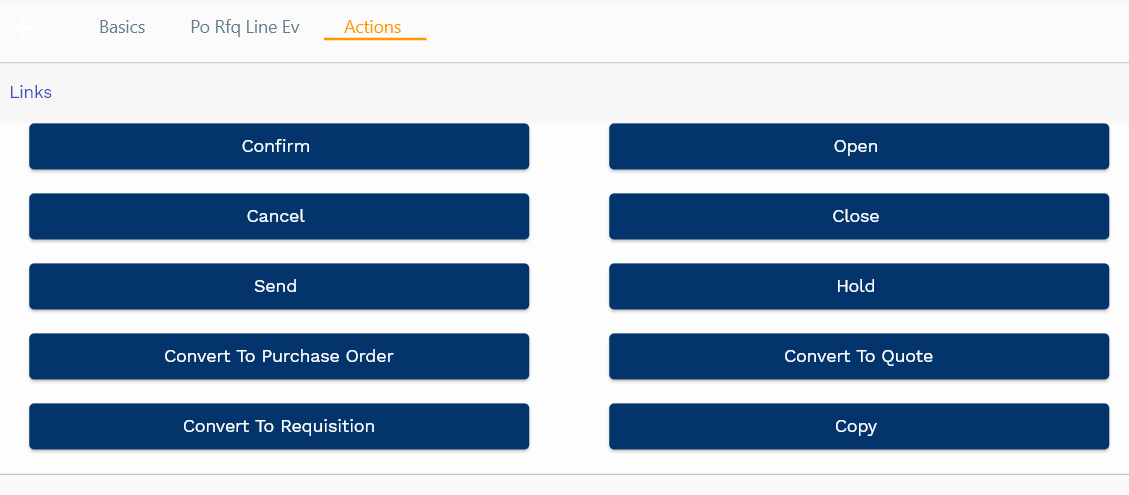 Basics Po Rfq Line Ev Actions
Links
Confirm Open
Cancel Close
Send Hold
Convert To Purchase Order Convert To Quote
Convert To Requisition Copy